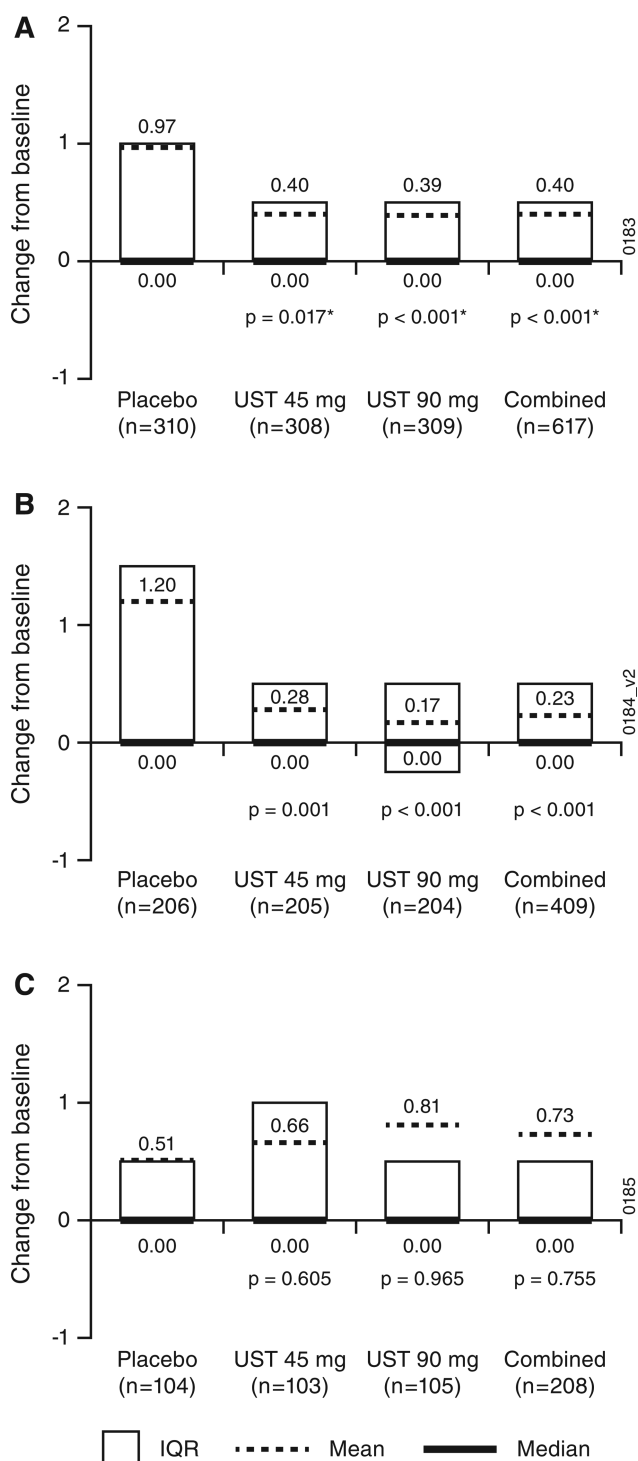 A
2
1
0
-1
Change from baseline
0.97 0.40 0.39 0.40
0.00 0.00 0.00 0.00
p = 0.017* p < 0.001* p < 0.001*
Placebo UST 45 mg UST 90 mg Combined
(n=310) (n=308) (n=309) (n=617)
0183
B
2
1
0
-1
Change from baseline
1.20 0.28 0.17 0.23
0.00 0.00 0.00 0.00
p = 0.001 p < 0.001 p < 0.001
Placebo UST 45 mg UST 90 mg Combined
(n=206) (n=205) (n=204) (n=409)
0184_v2
C
2
1
0
-1
Change from baseline
0.51 0.66 0.81 0.73
0.00 0.00 0.00 0.00
p = 0.605 p = 0.965 p = 0.755
Placebo UST 45 mg UST 90 mg Combined
(n=104) (n=103) (n=105) (n=208)
0185
IQR Mean Median